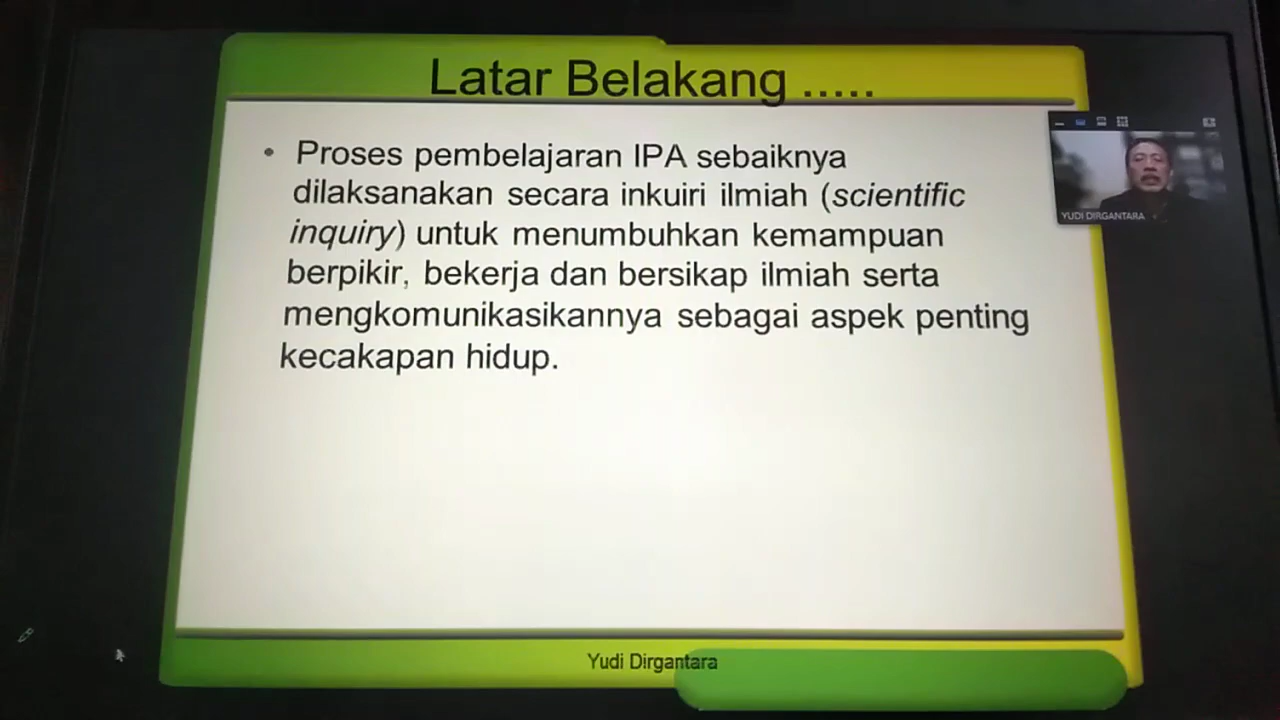 Latar Belakang .....
• Proses pembelajaran IPA sebaiknya
dilaksanakan secara inkuiri ilmiah (scientific
inquiry) untuk menumbuhkan kemampuan
berpikir, bekerja dan bersikap ilmiah serta
mengkomunikasikannya sebagai aspek penting
kecakapan hidup.
YUDI DIRGANTARA
Yudi Dirgantara